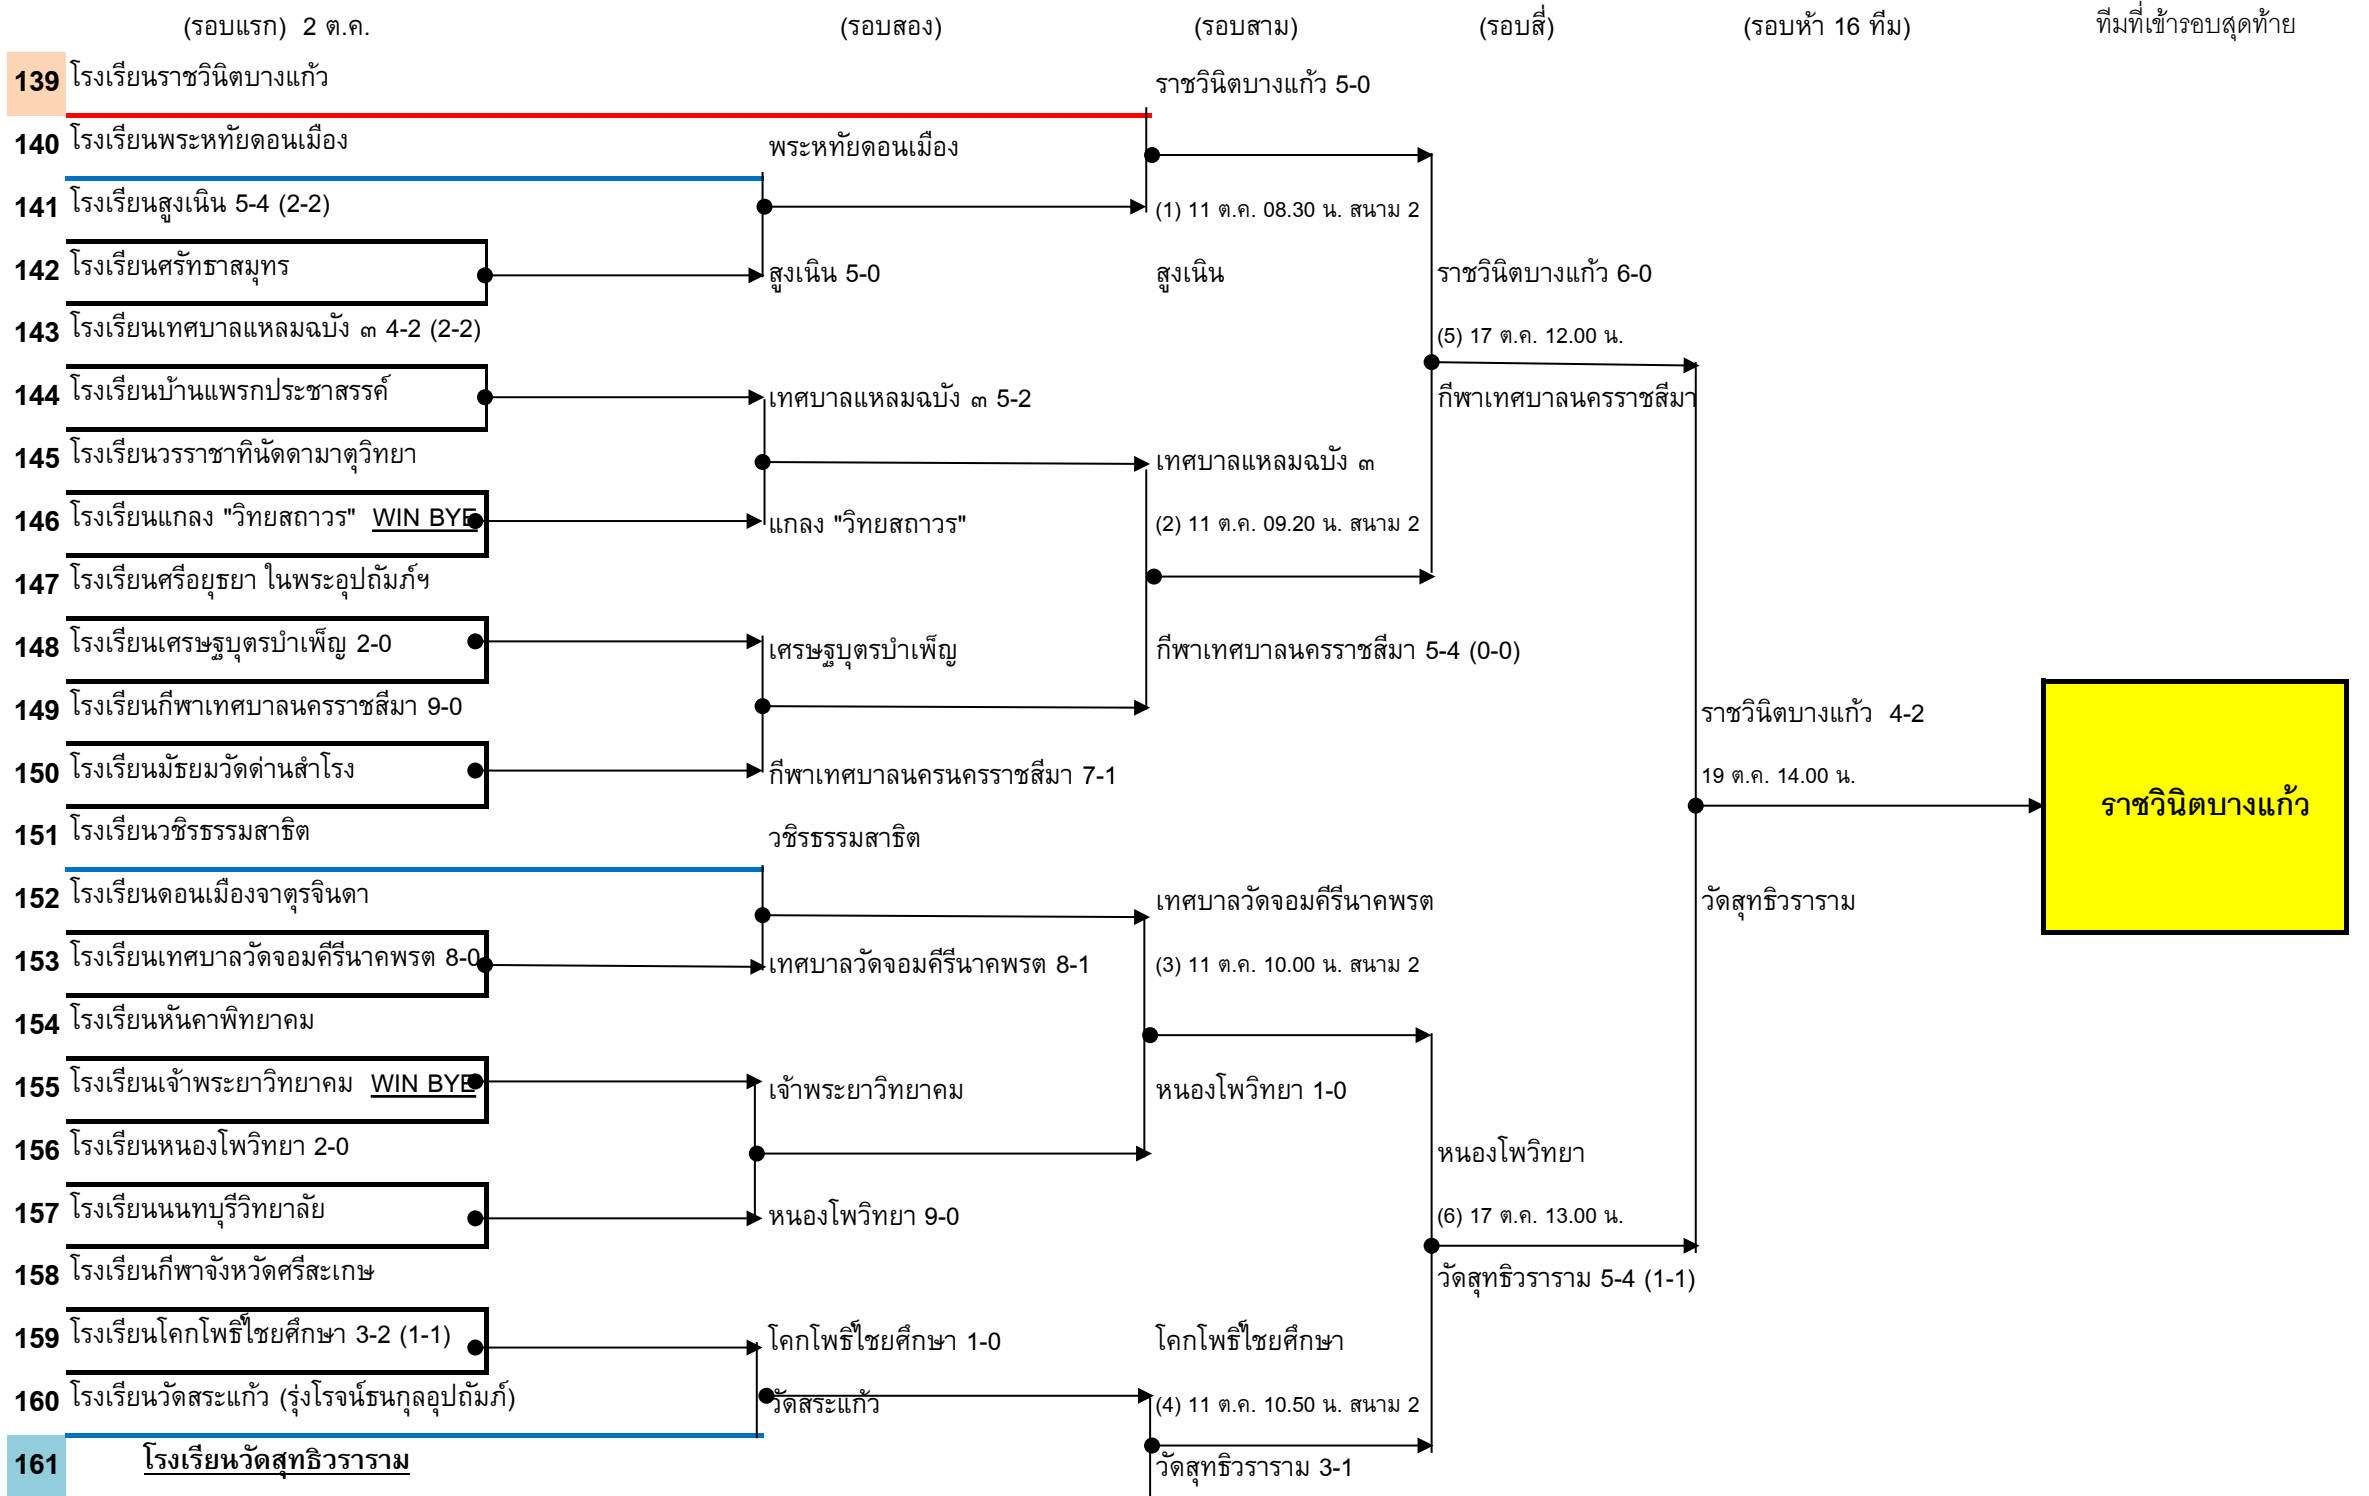 (รอบแรก)  2 ต.ค. (รอบสอง) (รอบสาม) (รอบสี่) (รอบห้า 16 ทีม) ทีมที่เข้ารอบสุดท้าย
139 โรงเรียนราชวินิตบางแก้ว ราชวินิตบางแก้ว 5-0
140 โรงเรียนพระหทัยดอนเมือง พระหทัยดอนเมือง
141 โรงเรียนสูงเนิน 5-4 (2-2) (1) 11 ต.ค. 08.30 น. สนาม 2
142 โรงเรียนศรัทธาสมุทร สูงเนิน 5-0 สูงเนิน ราชวินิตบางแก้ว 6-0
143 โรงเรียนเทศบาลแหลมฉบัง ๓ 4-2 (2-2) (5) 17 ต.ค. 12.00 น.
144 โรงเรียนบ้านแพรกประชาสรรค์ เทศบาลแหลมฉบัง ๓ 5-2 กีฬาเทศบาลนครราชสีมา
145 โรงเรียนวรราชาทินัดดามาตุวิทยา เทศบาลแหลมฉบัง ๓
146 โรงเรียนแกลง "วิทยสถาวร" WIN BYE แกลง "วิทยสถาวร" (2) 11 ต.ค. 09.20 น. สนาม 2
147 โรงเรียนศรีอยุธยา ในพระอุปถัมภ์ฯ
148 โรงเรียนเศรษฐบุตรบำเพ็ญ 2-0 เศรษฐบุตรบำเพ็ญ กีฬาเทศบาลนครราชสีมา 5-4 (0-0)
149 โรงเรียนกีฬาเทศบาลนครราชสีมา 9-0 ราชวินิตบางแก้ว  4-2
150 โรงเรียนมัธยมวัดด่านสำโรง กีฬาเทศบาลนครนครราชสีมา 7-1 19 ต.ค. 14.00 น.
ราชวินิตบางแก้ว
151 โรงเรียนวชิรธรรมสาธิต วชิรธรรมสาธิต
152 โรงเรียนดอนเมืองจาตุรจินดา เทศบาลวัดจอมคีรีนาคพรต วัดสุทธิวราราม
153 โรงเรียนเทศบาลวัดจอมคีรีนาคพรต 8-0 เทศบาลวัดจอมคีรีนาคพรต 8-1 (3) 11 ต.ค. 10.00 น. สนาม 2
154 โรงเรียนหันคาพิทยาคม
155 โรงเรียนเจ้าพระยาวิทยาคม WIN BYE เจ้าพระยาวิทยาคม หนองโพวิทยา 1-0
156 โรงเรียนหนองโพวิทยา 2-0 หนองโพวิทยา
157 โรงเรียนนนทบุรีวิทยาลัย หนองโพวิทยา 9-0 (6) 17 ต.ค. 13.00 น.
158 โรงเรียนกีฬาจังหวัดศรีสะเกษ วัดสุทธิวราราม 5-4 (1-1)
159 โรงเรียนโคกโพธิ์ไชยศึกษา 3-2 (1-1) โคกโพธิ์ไชยศึกษา 1-0 โคกโพธิ์ไชยศึกษา
160 โรงเรียนวัดสระแก้ว (รุ่งโรจน์ธนกุลอุปถัมภ์) วัดสระแก้ว (4) 11 ต.ค. 10.50 น. สนาม 2
161 โรงเรียนวัดสุทธิวราราม วัดสุทธิวราราม 3-1